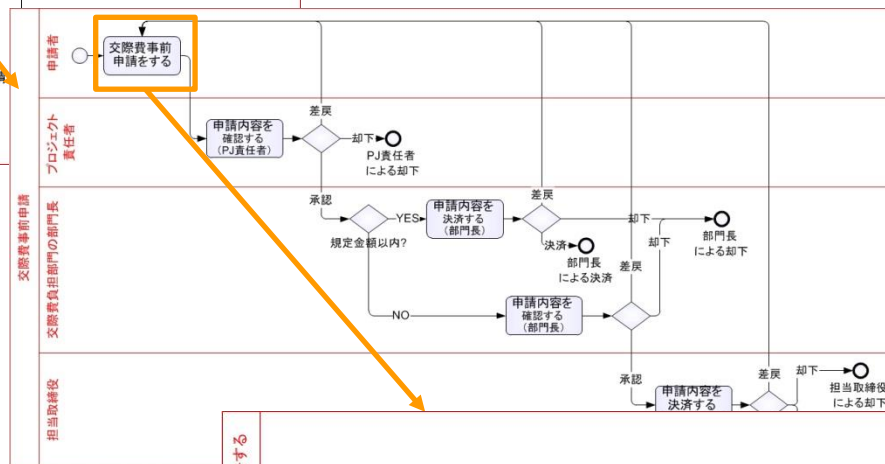 交際費事前申請
申請者
交際費事前
申請をする
差戻
差戻
差戻
差戻
プロジェクト
責任者
申請内容を
確認する
(PJ責任者)
却下
PJ責任者
による却下
承認
交際費負担部門の部門長
規定金額以内?
YES
申請内容を
決済する
(部門長)
却下
決済
部門長
による決済
却下
部門長
による却下
NO
申請内容を
確認する
(部門長)
承認
担当取締役
申請内容を
決済する
却下
担当取締役
による却下
する